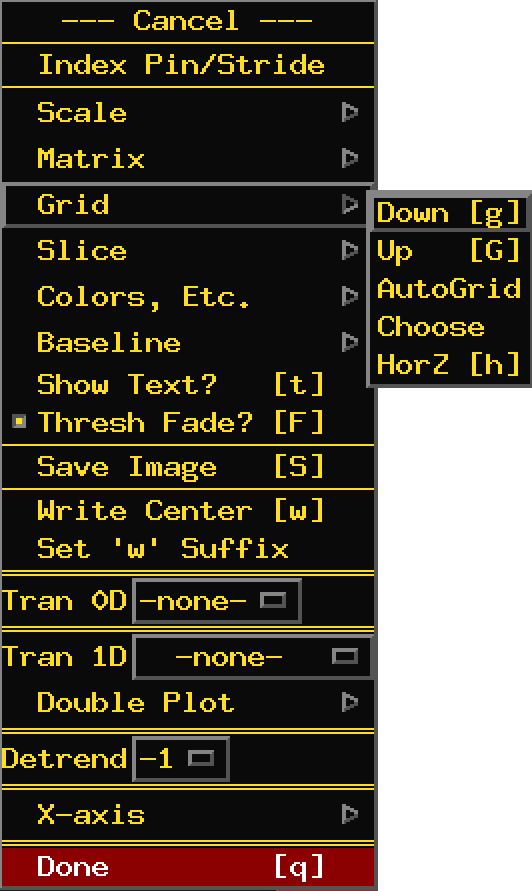 --- Cancel ---
Index Pin/Stride
Scale
Matrix
Grid
Down [g]
Up [G]
AutoGrid
Choose
HorZ [h]
Slice
Colors, Etc.
Baseline
Show Text? [t]
Thresh Fade? [F]
Save Image [S]
Write Center [w]
Set 'w' Suffix
Tran 0D -none-
Tran 1D -none-
Double Plot
Detrend -1
X-axis
Done [q]